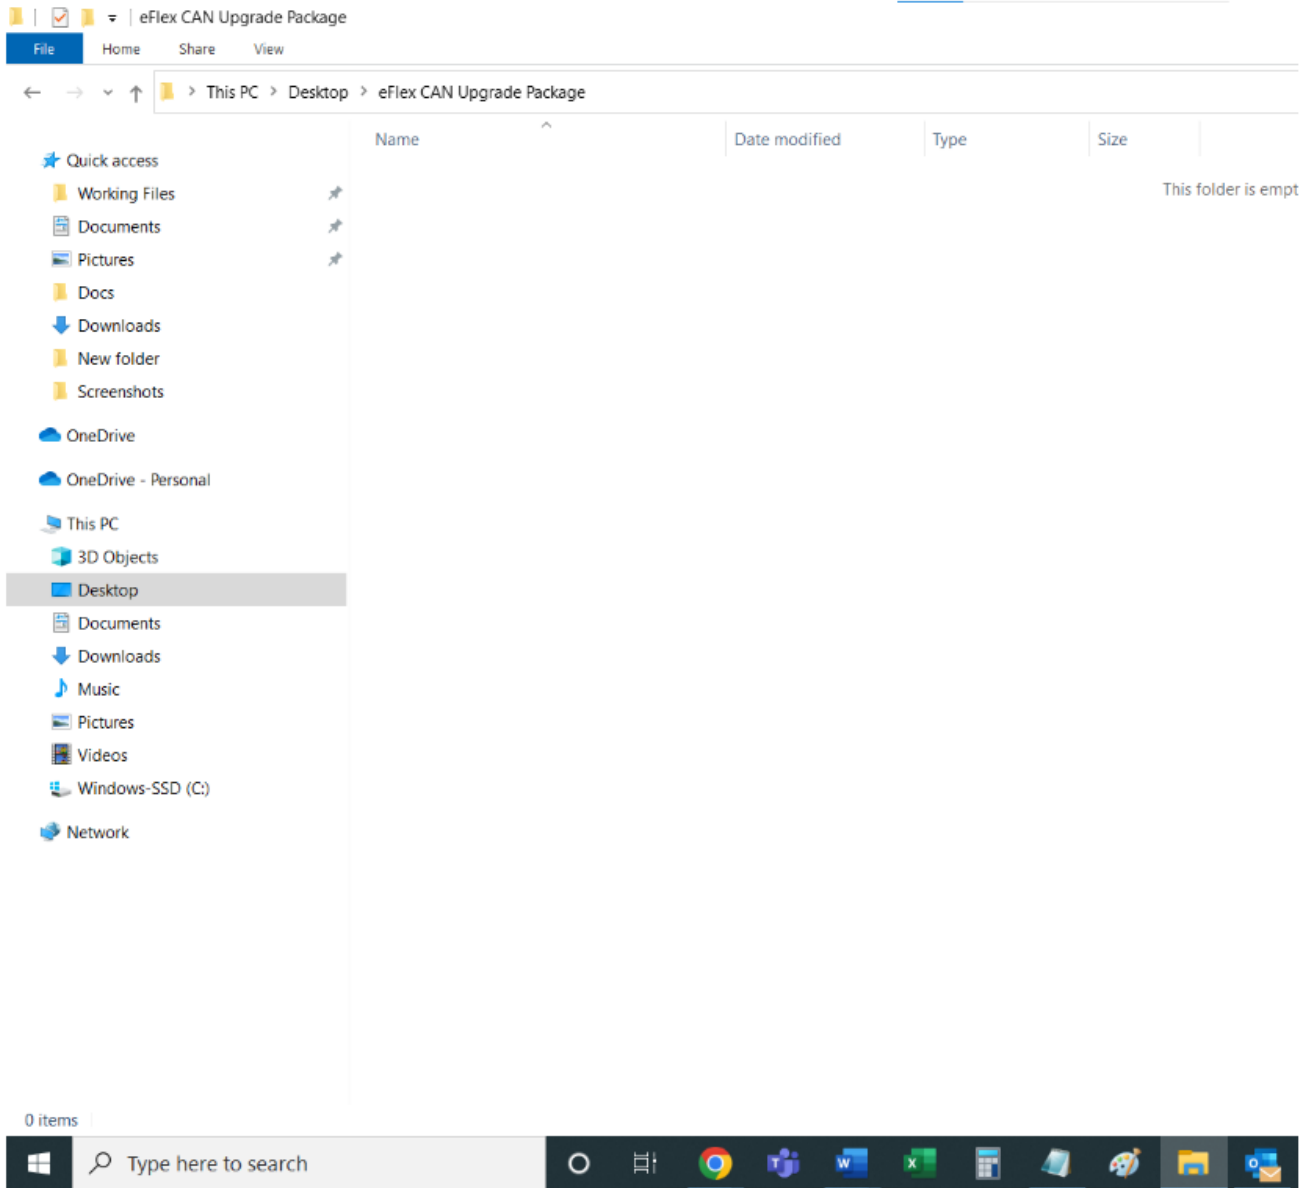 eFlex CAN Upgrade Package
File Home Share View
This PC > Desktop > eFlex CAN Upgrade Package
Name Date modified Type Size
This folder is empt
Quick access
Working Files
Documents
Pictures
Docs
Downloads
New folder
Screenshots
OneDrive
OneDrive - Personal
This PC
3D Objects
Desktop
Documents
Downloads
Music
Pictures
Videos
Windows-SSD (C:)
Network
0 items
Type here to search